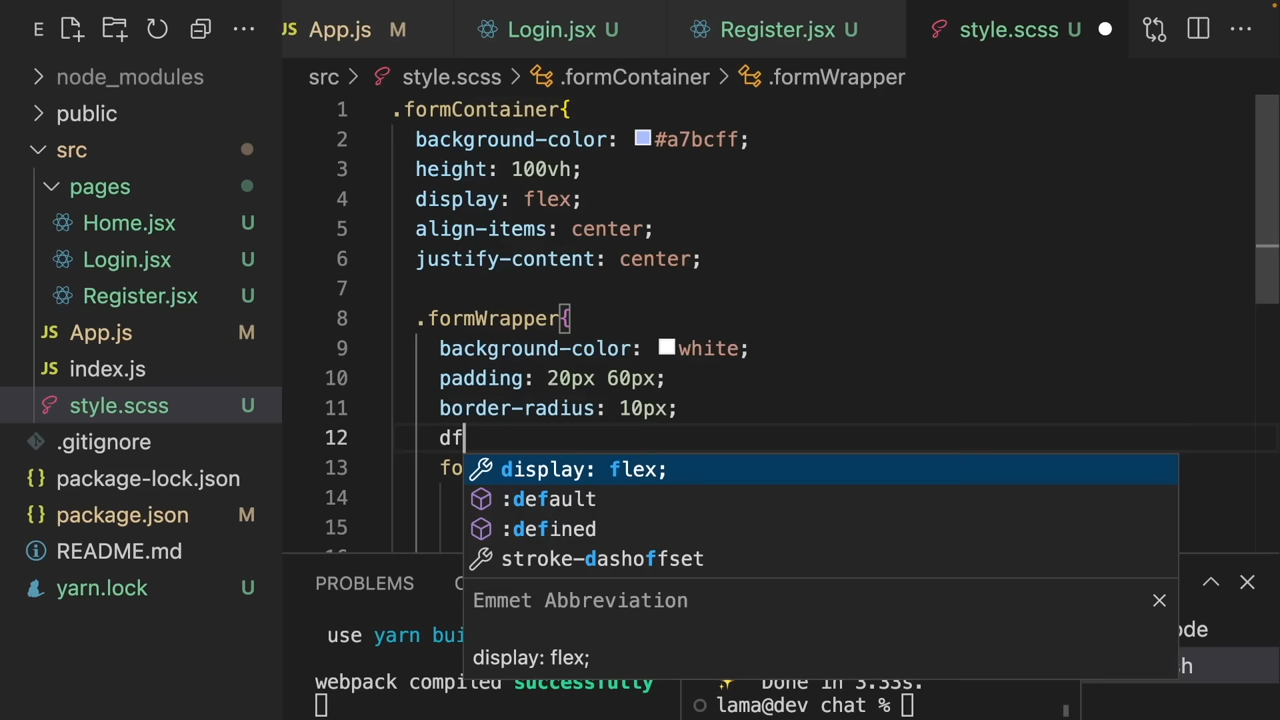 E
JS App.js M
Login.jsx U
Register.jsx U
style.scss U
src > style.scss > .formContainer > .formWrapper
node_modules
public
src
pages
Home.jsx U
Login.jsx U
Register.jsx U
JS App.js M
JS index.js
style.scss U
.gitignore
{} package-lock.json
{} package.json M
README.md
yarn.lock U
1 .formContainer{
2 background-color: #a7bcff;
3 height: 100vh;
4 display: flex;
5 align-items: center;
6 justify-content: center;
7
8 .formWrapper{
9 background-color: white;
10 padding: 20px 60px;
11 border-radius: 10px;
12 df
13 fo
14
15
display: flex;
:default
:defined
stroke-dashoffset
Emmet Abbreviation
display: flex;
PROBLEMS
use yarn bui
webpack compiled successfully
Done in 3.33s.
lama@dev chat %